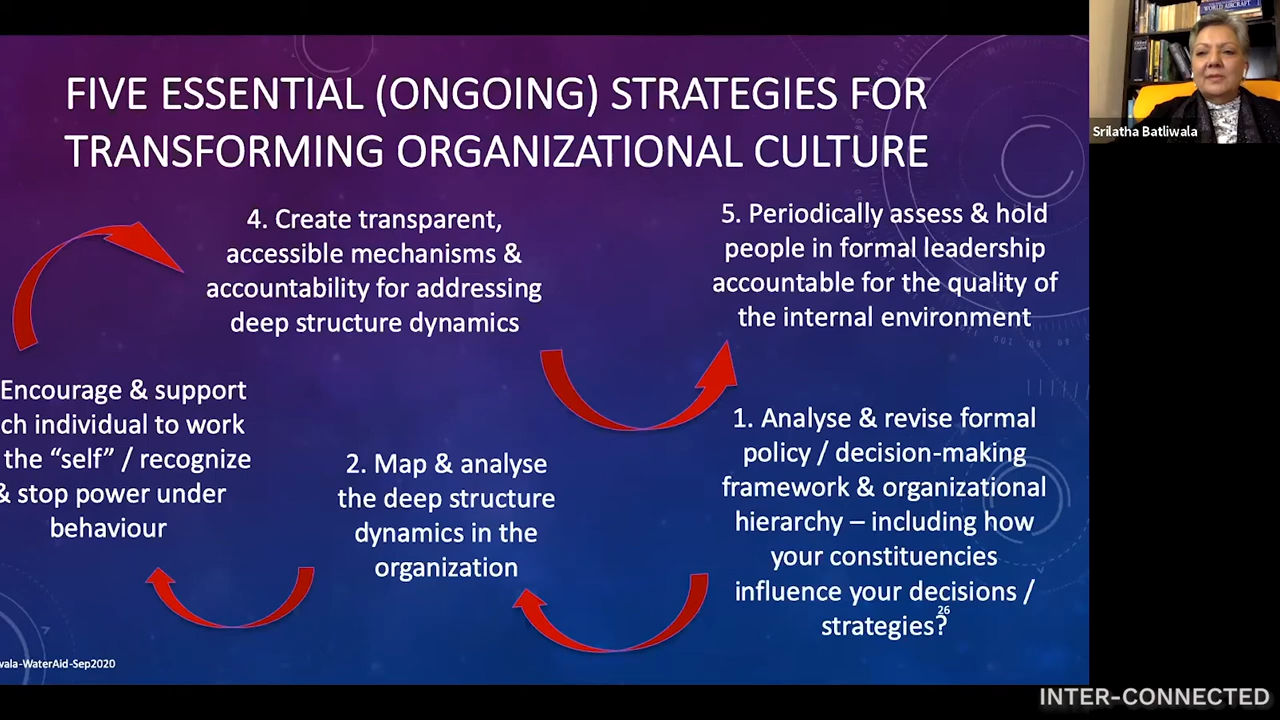 FIVE ESSENTIAL (ONGOING) STRATEGIES FOR
TRANSFORMING ORGANIZATIONAL CULTURE
4. Create transparent,
accessible mechanisms &
accountability for addressing
deep structure dynamics
5. Periodically assess & hold
people in formal leadership
accountable for the quality of
the internal environment
Encourage & support
ch individual to work
the “self” / recognize
& stop power under
behaviour
2. Map & analyse
the deep structure
dynamics in the
organization
1. Analyse & revise formal
policy / decision-making
framework & organizational
hierarchy – including how
your constituencies
influence your decisions /
strategies?
26
wala-WaterAid-Sep2020
WORLD AIRCRAFT
Srilatha Batliwala
INTER-CONNECTED